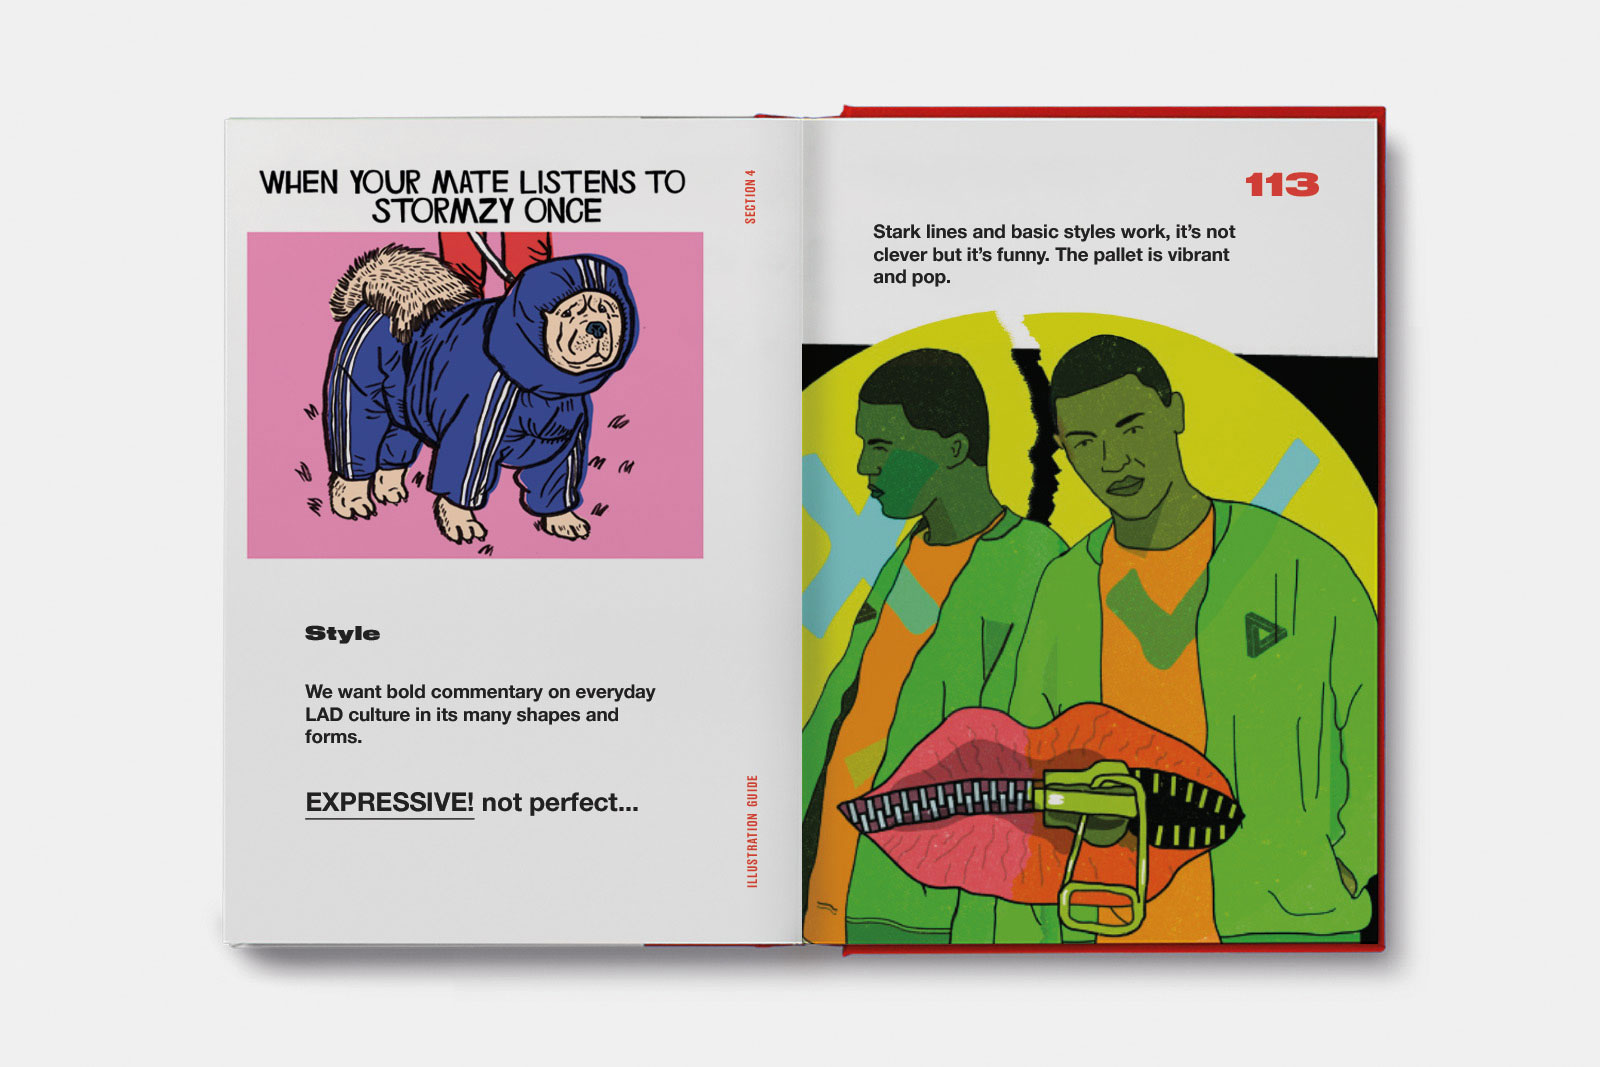 WHEN YOUR MATE LISTENS TO
STORMZY ONCE
SECTION 4
Style
We want bold commentary on everyday
LAD culture in its many shapes and
forms.
EXPRESSIVE! not perfect...
ILLUSTRATION GUIDE
113
Stark lines and basic styles work, it's not
clever but it's funny. The pallet is vibrant
and pop.